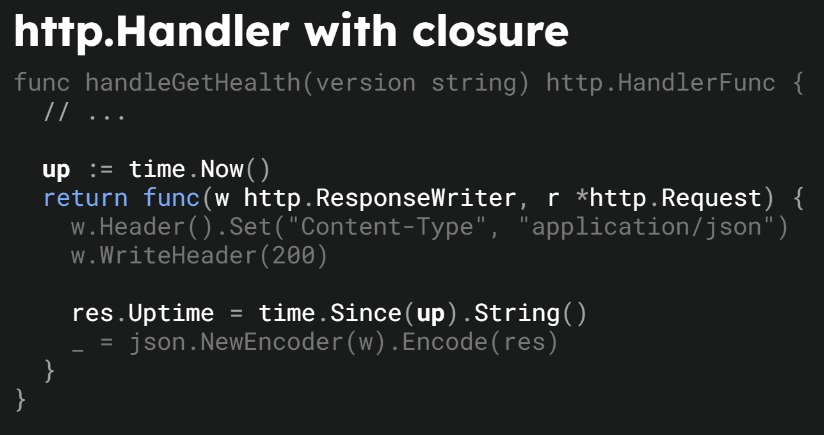 http.Handler with closure
func handleGetHealth(version string) http.HandlerFunc {
  // ...
  up := time.Now()
  return func(w http.ResponseWriter, r *http.Request) {
    w.Header().Set("Content-Type", "application/json")
    w.WriteHeader(200)
    res.Uptime = time.Since(up).String()
    _ = json.NewEncoder(w).Encode(res)
  }
}